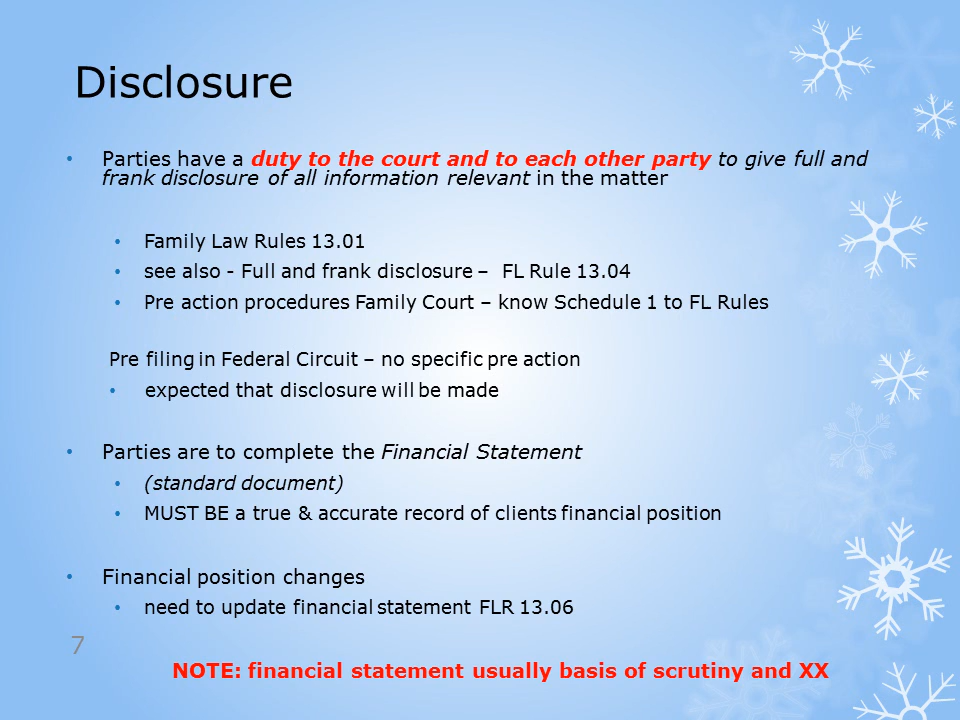 Disclosure
• Parties have a duty to the court and to each other party to give full and
frank disclosure of all information relevant in the matter
• Family Law Rules 13.01
• see also - Full and frank disclosure – FL Rule 13.04
• Pre action procedures Family Court – know Schedule 1 to FL Rules
Pre filing in Federal Circuit – no specific pre action
• expected that disclosure will be made
• Parties are to complete the Financial Statement
• (standard document)
• MUST BE a true & accurate record of clients financial position
• Financial position changes
• need to update financial statement FLR 13.06
7
NOTE: financial statement usually basis of scrutiny and XX